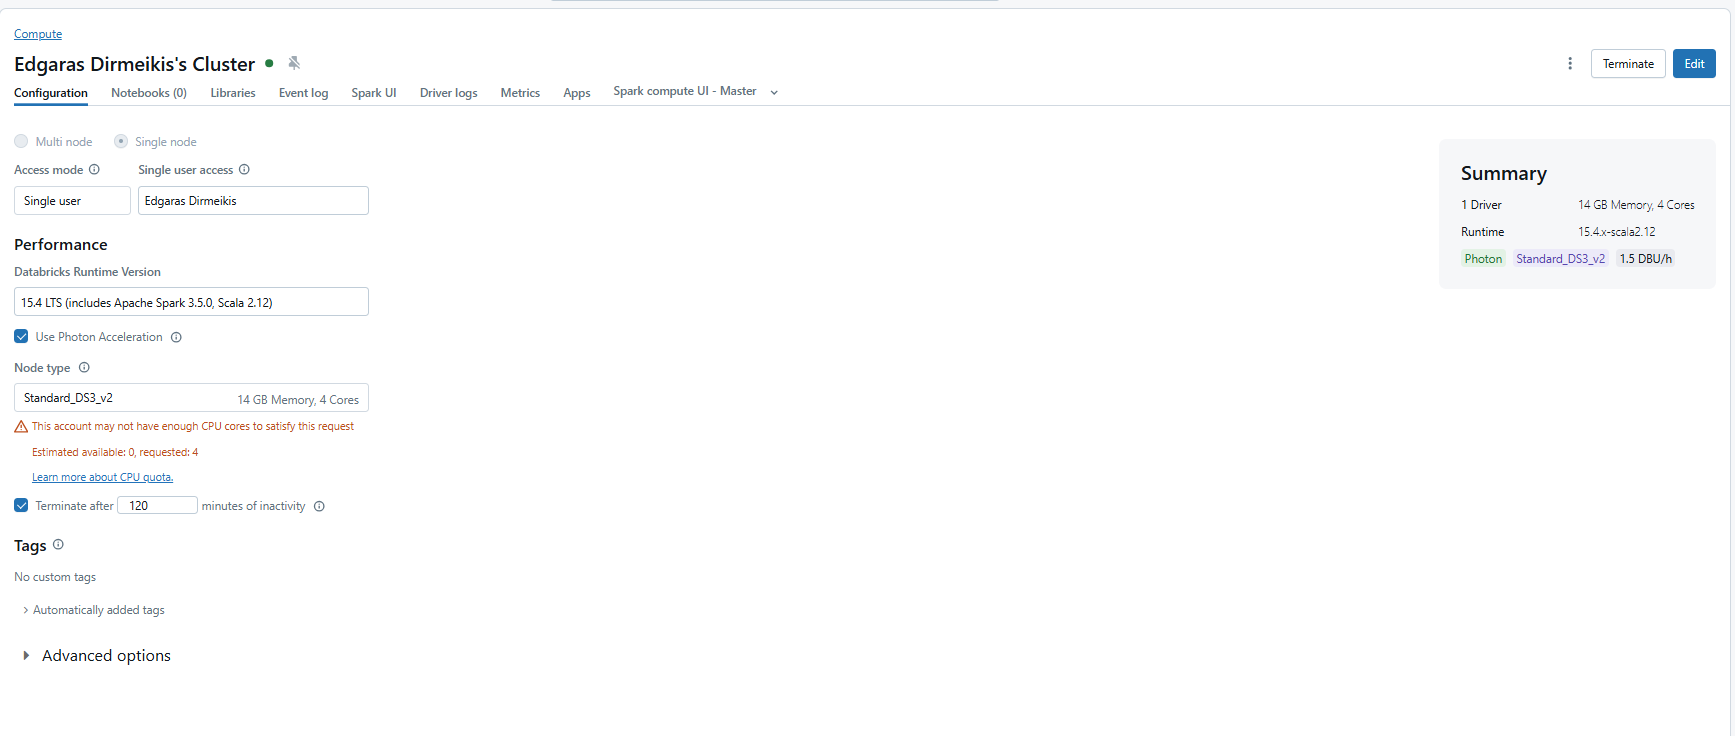 Compute
Edgaras Dirmeikis's Cluster
Terminate
Edit
Configuration Notebooks (0) Libraries Event log Spark UI Driver logs Metrics Apps Spark compute UI - Master
Multi node Single node
Access mode Single user access
Single user Edgaras Dirmeikis
Performance
Databricks Runtime Version
15.4 LTS (includes Apache Spark 3.5.0, Scala 2.12)
Use Photon Acceleration
Node type
Standard_DS3_v2 14 GB Memory, 4 Cores
This account may not have enough CPU cores to satisfy this request
Estimated available: 0, requested: 4
Learn more about CPU quota.
Terminate after 120 minutes of inactivity
Tags
No custom tags
Automatically added tags
Advanced options
Summary
1 Driver 14 GB Memory, 4 Cores
Runtime 15.4.x-scala2.12
Photon Standard_DS3_v2 1.5 DBU/h